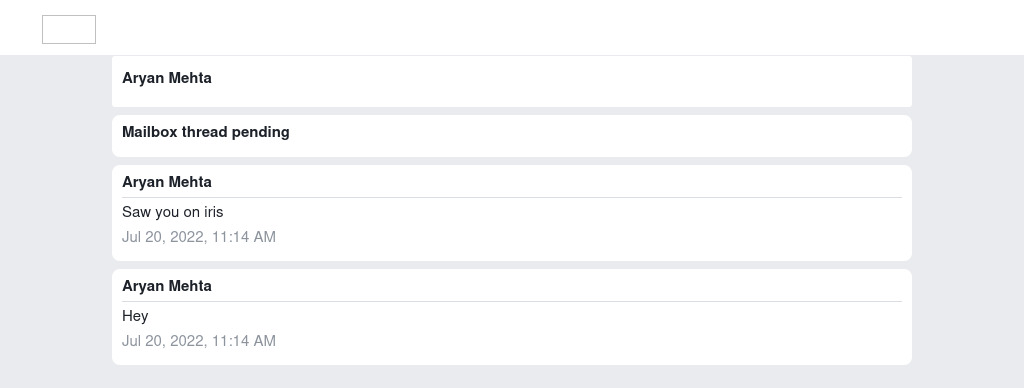 Aryan Mehta
Mailbox thread pending
Aryan Mehta
Saw you on iris
Jul 20, 2022, 11:14 AM
Aryan Mehta
Hey
Jul 20, 2022, 11:14 AM